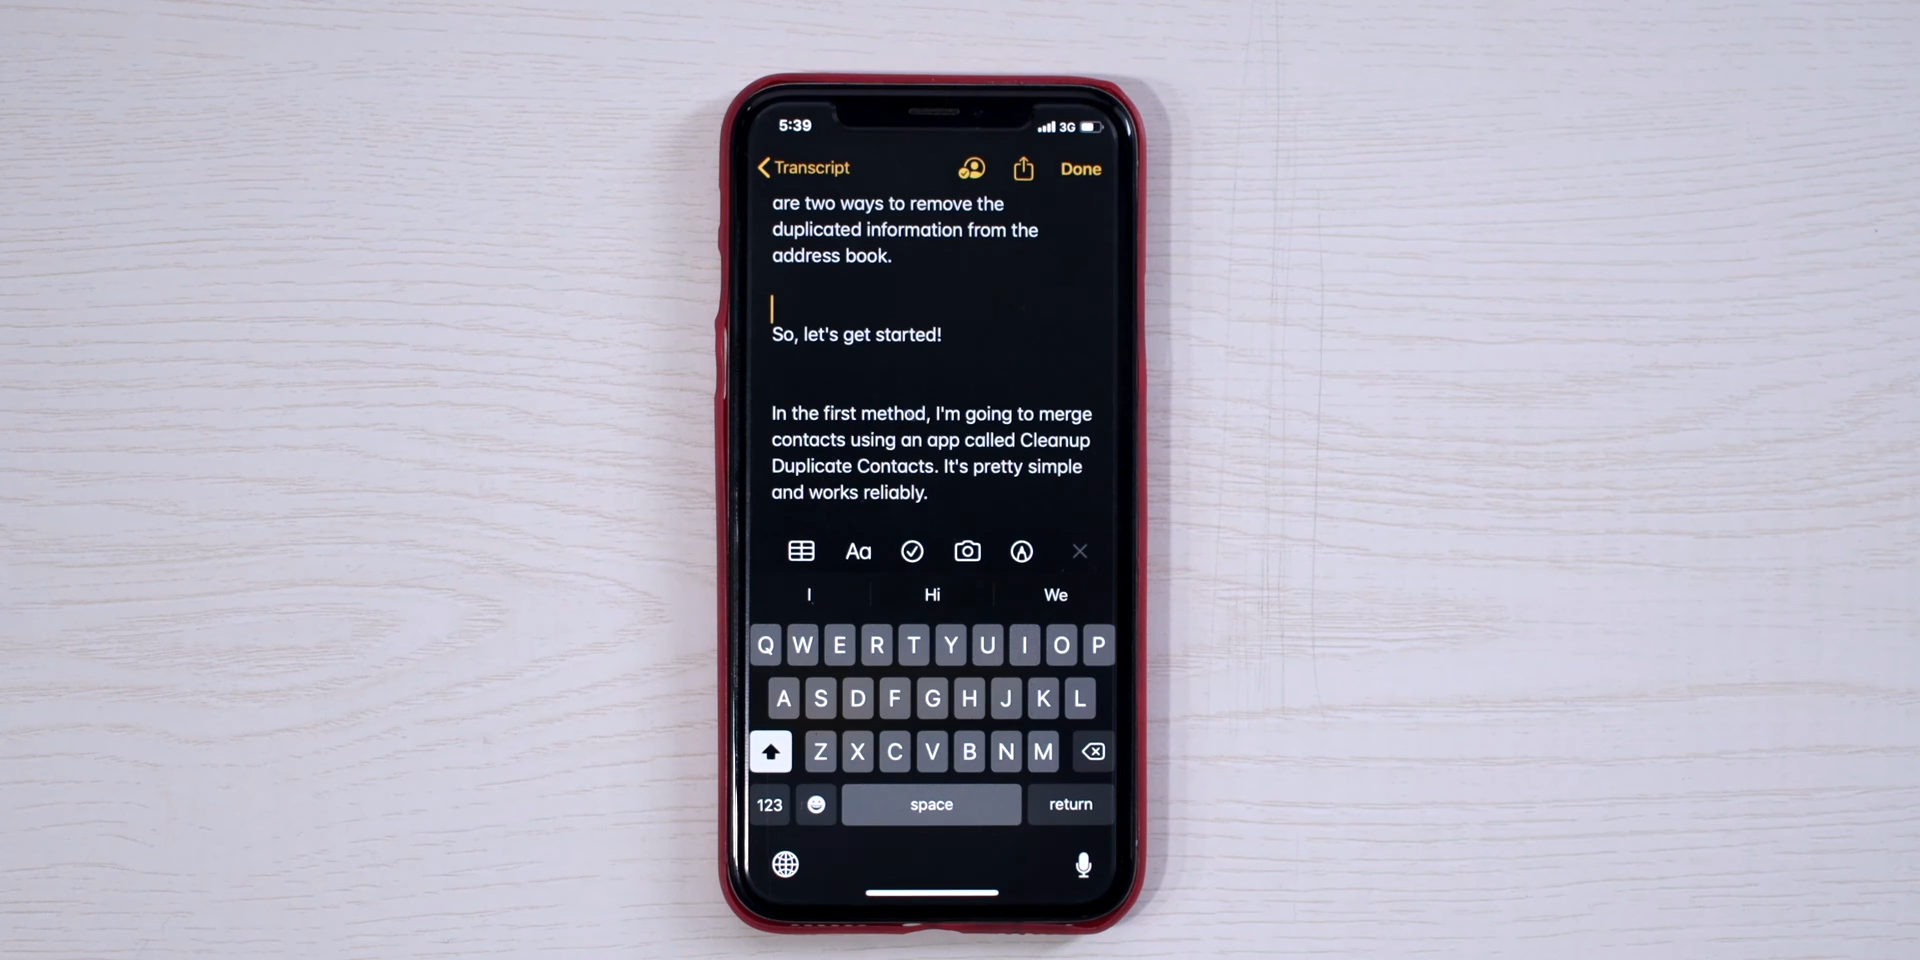 5:39
3G
Transcript
Done
are two ways to remove the
duplicated information from the
address book.
So, let's get started!
In the first method, I'm going to merge
contacts using an app called Cleanup
Duplicate Contacts. It's pretty simple
and works reliably.
Aa
I Hi We
Q W E R T Y U I O P
A S D F G H J K L
Z X C V B N M
123 space return